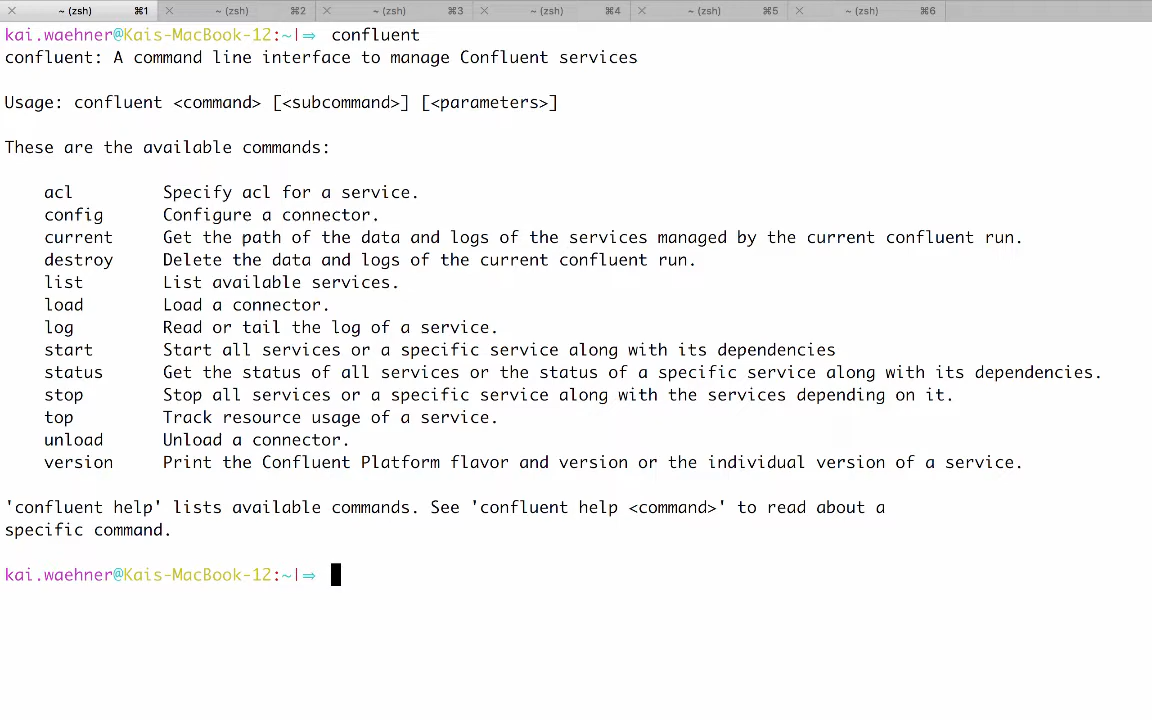 ~ (zsh) ⌘1 ~ (zsh) ⌘2 ~ (zsh) ⌘3 ~ (zsh) ⌘4 ~ (zsh) ⌘5 ~ (zsh) ⌘6
kai.waehner@Kais-MacBook-12:~|⇒ confluent
confluent: A command line interface to manage Confluent services
Usage: confluent <command> [<subcommand>] [<parameters>]
These are the available commands:
acl Specify acl for a service.
config Configure a connector.
current Get the path of the data and logs of the services managed by the current confluent run.
destroy Delete the data and logs of the current confluent run.
list List available services.
load Load a connector.
log Read or tail the log of a service.
start Start all services or a specific service along with its dependencies
status Get the status of all services or the status of a specific service along with its dependencies.
stop Stop all services or a specific service along with the services depending on it.
top Track resource usage of a service.
unload Unload a connector.
version Print the Confluent Platform flavor and version or the individual version of a service.
'confluent help' lists available commands. See 'confluent help <command>' to read about a
specific command.
kai.waehner@Kais-MacBook-12:~|⇒